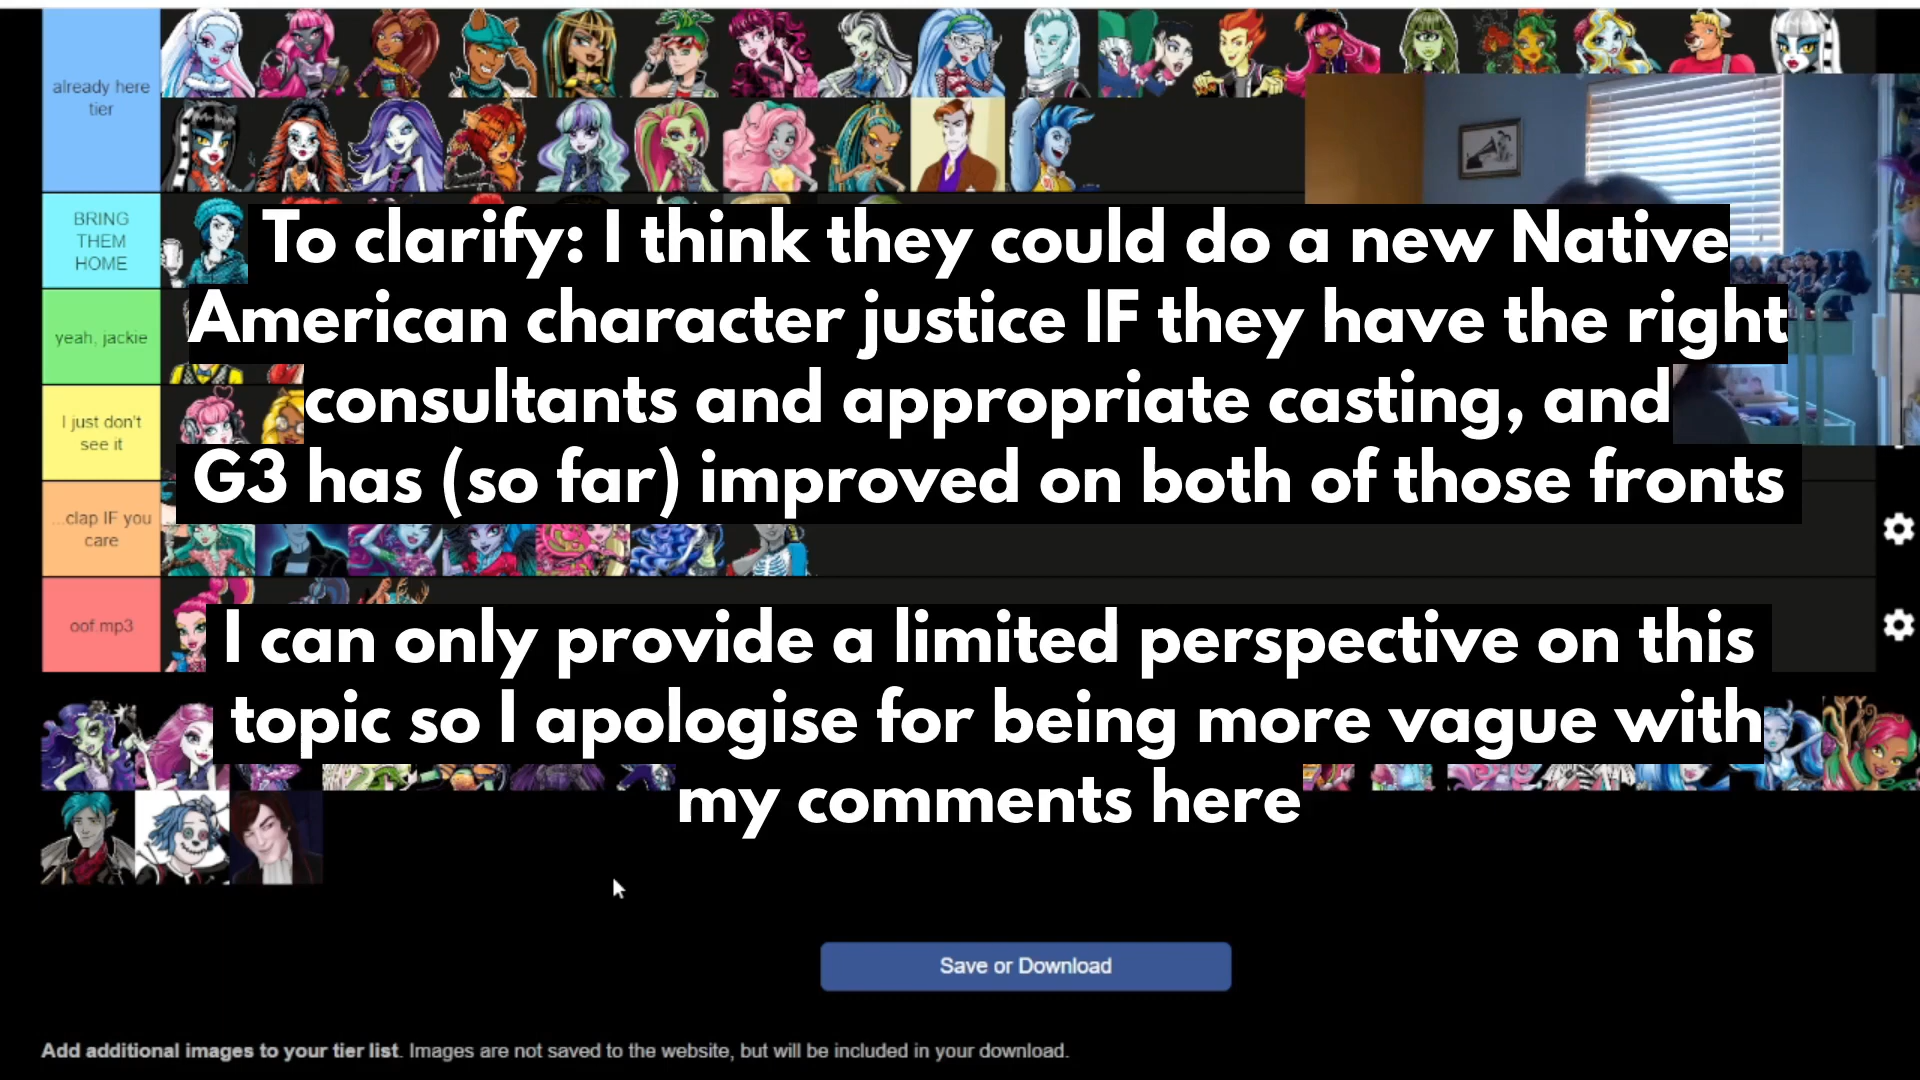 already here
tier
BRING
THEM
HOME
yeah, jackie
I just don't
see it
...clap IF you
care
oof.mp3
To clarify: I think they could do a new Native
American character justice IF they have the right
consultants and appropriate casting, and
G3 has (so far) improved on both of those fronts
I can only provide a limited perspective on this
topic so I apologise for being more vague with
my comments here
Save or Download
Add additional images to your tier list. Images are not saved to the website, but will be included in your download.